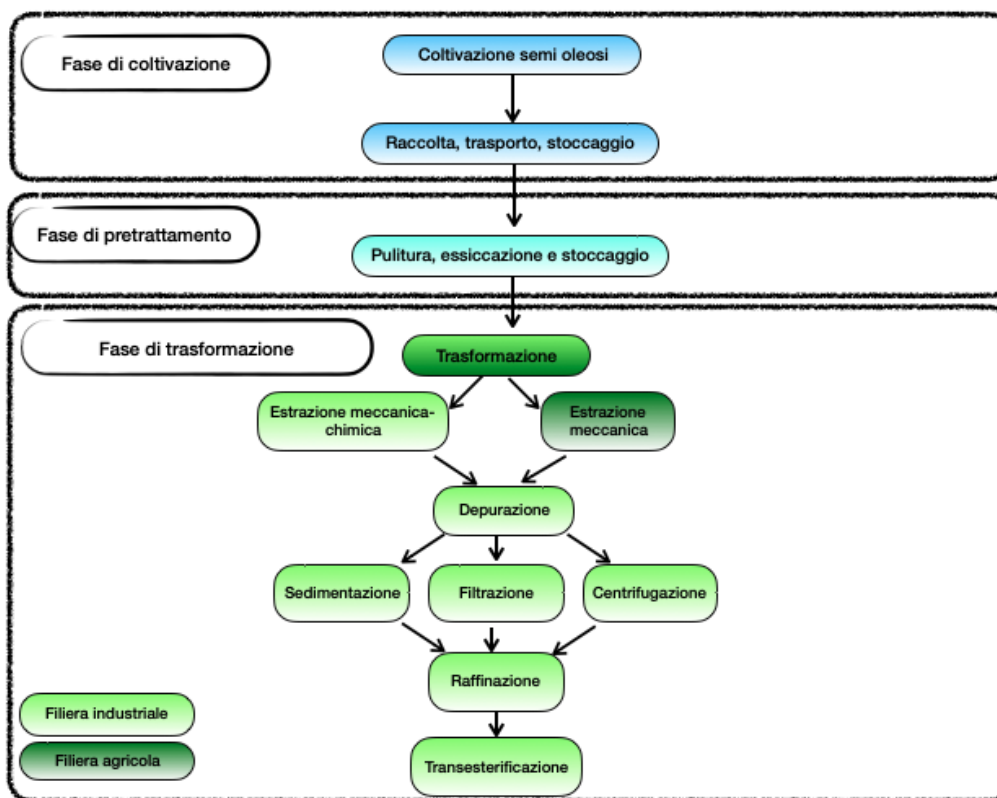 Fase di coltivazione
Coltivazione semi oleosi
Raccolta, trasporto, stoccaggio
Fase di pretrattamento
Pulitura, essiccazione e stoccaggio
Fase di trasformazione
Trasformazione
Estrazione meccanica-
chimica
Estrazione
meccanica
Depurazione
Sedimentazione
Filtrazione
Centrifugazione
Raffinazione
Filiera industriale
Filiera agricola
Transesterificazione